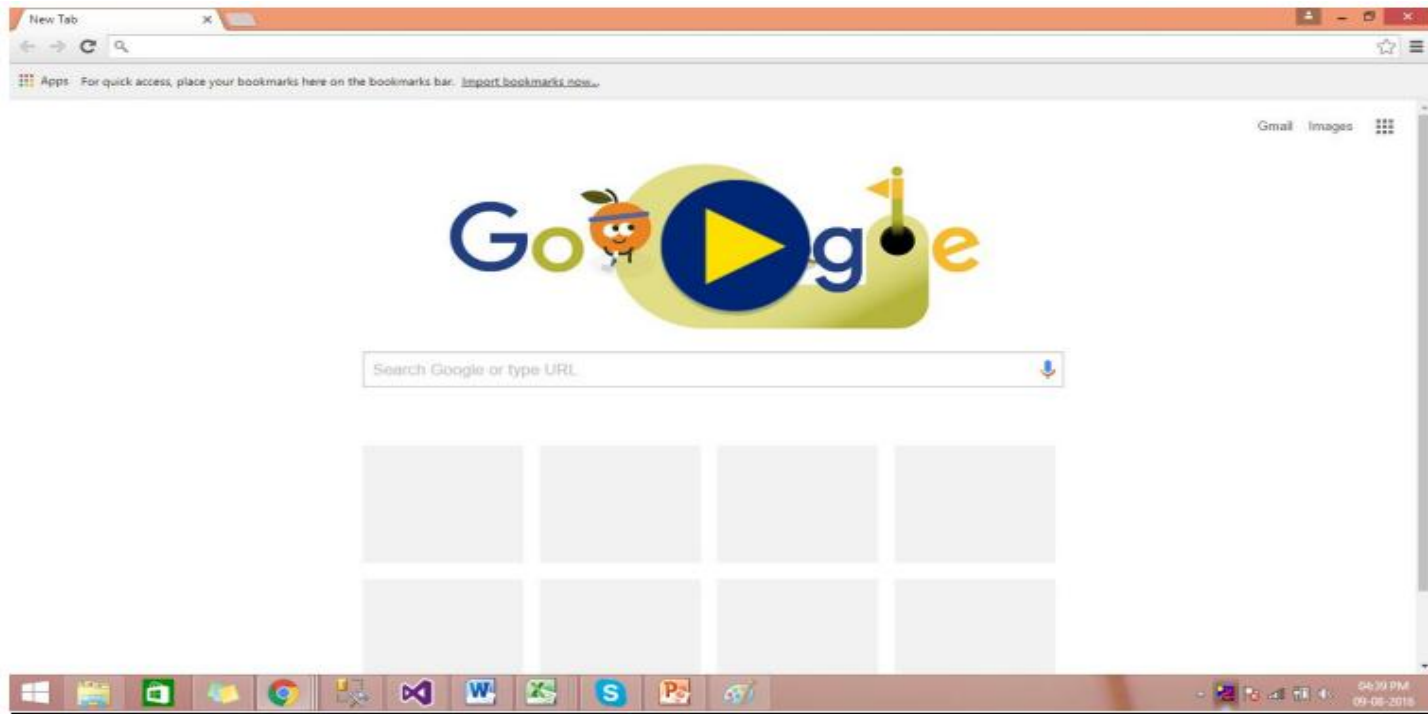 New Tab
Apps For quick access, place your bookmarks here on the bookmarks bar. Import bookmarks now...
Gmail Images
Google
Search Google or type URL
04:39 PM
09-08-2016